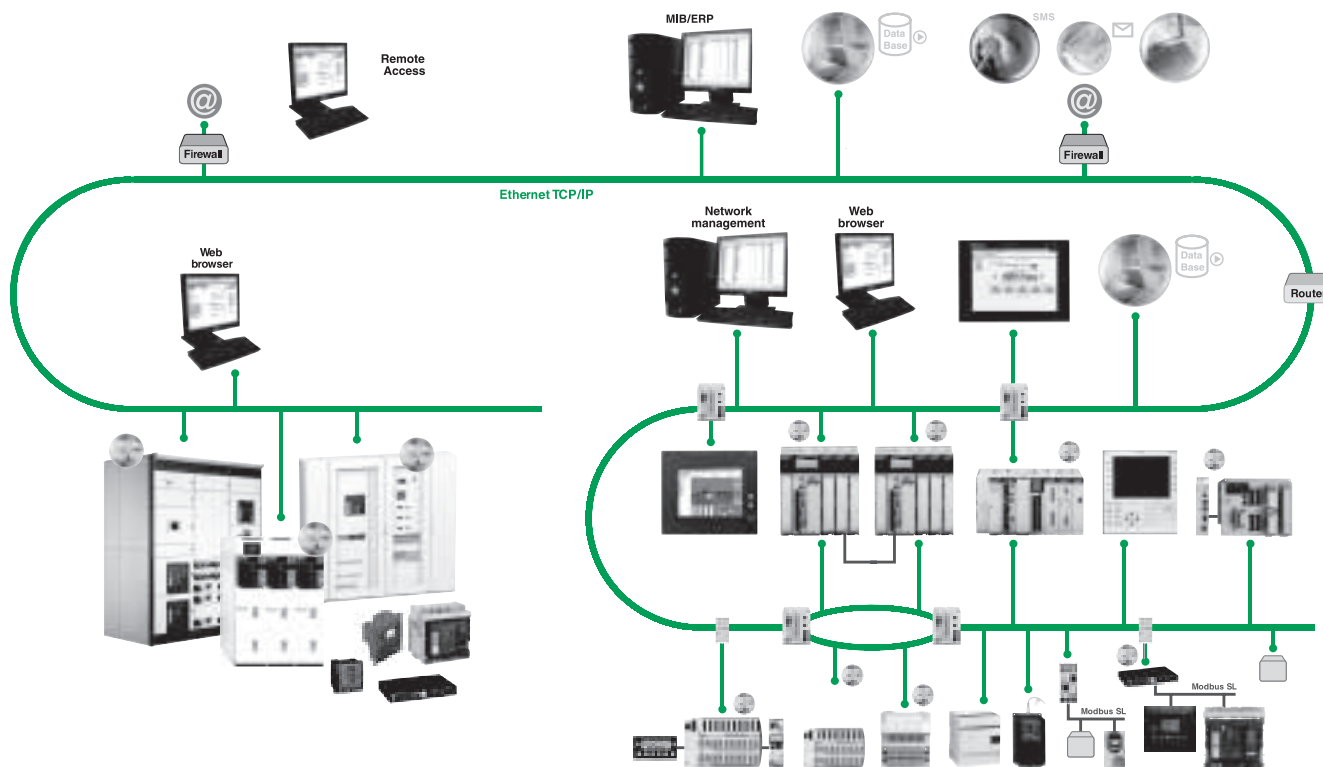 MIB/ERP
SMS
Data
Base
Remote
Access
@
@
Firewall
Firewall
Ethernet TCP/IP
Network
management
Web
browser
Web
browser
Data
Base
Router
Modbus SL
Modbus SL